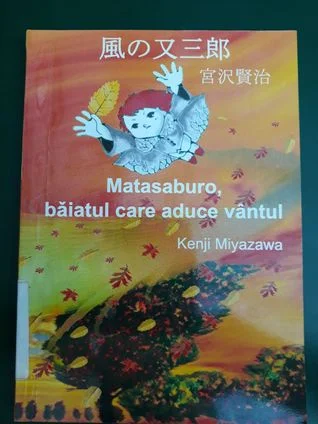 風の又三郎
宮沢賢治
Matasaburo,
băiatul care aduce vântul
Kenji Miyazawa